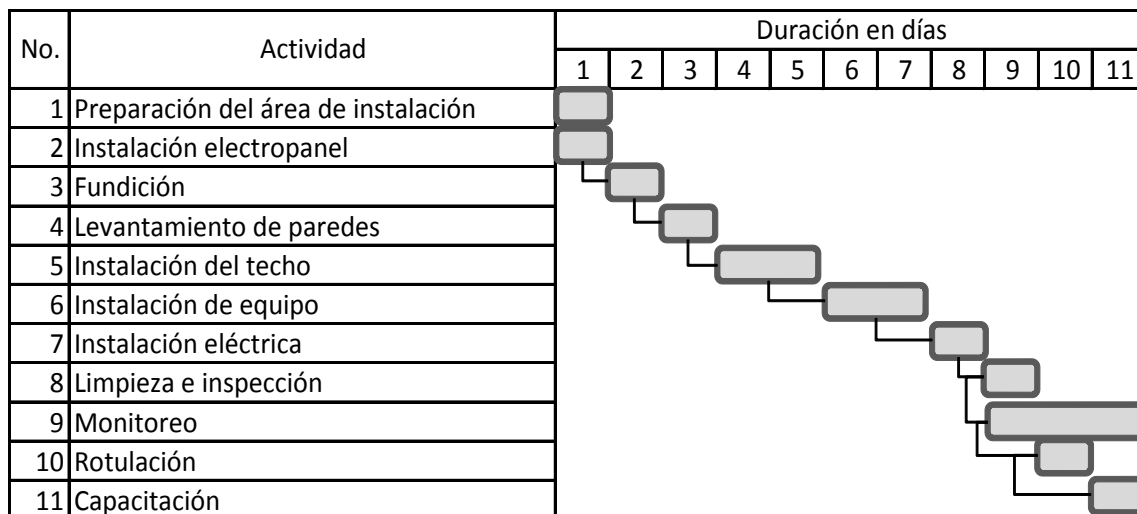 No. Actividad Duración en días
1 2 3 4 5 6 7 8 9 10 11
1 Preparación del área de instalación
2 Instalación electropanel
3 Fundición
4 Levantamiento de paredes
5 Instalación del techo
6 Instalación de equipo
7 Instalación eléctrica
8 Limpieza e inspección
9 Monitoreo
10 Rotulación
11 Capacitación